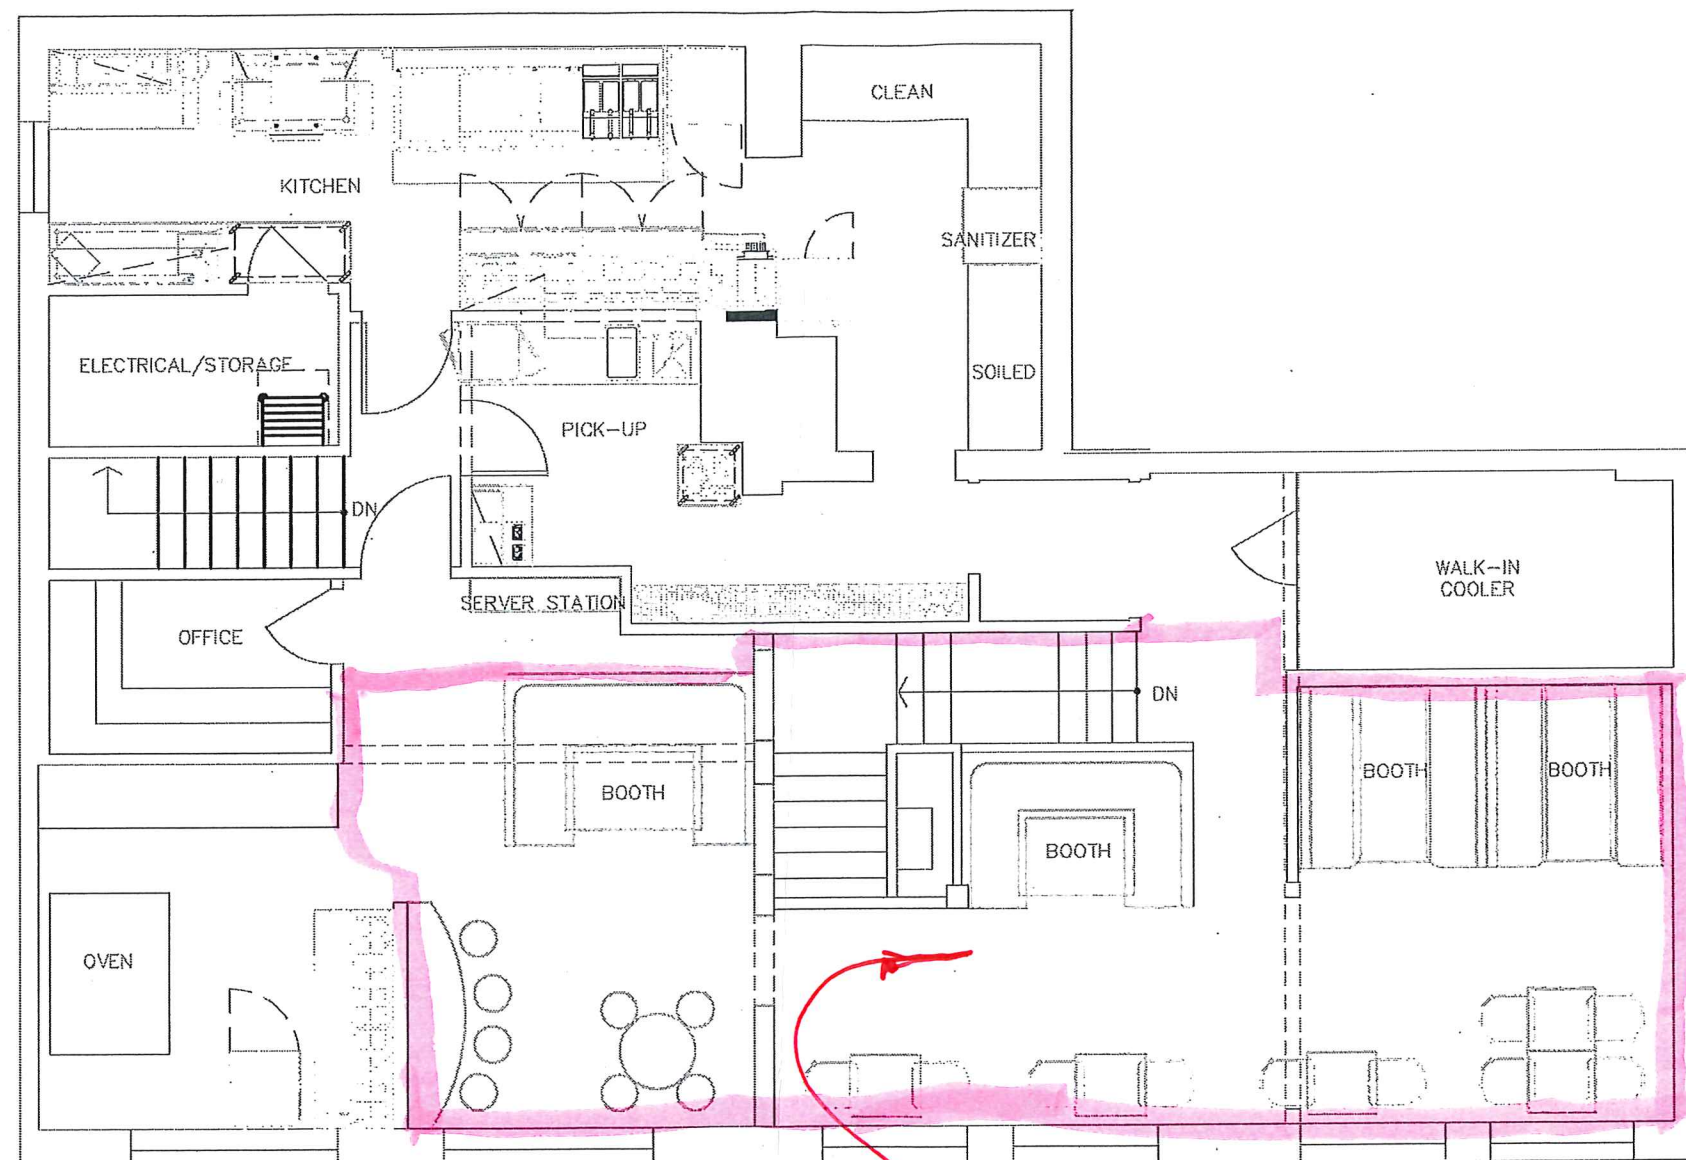 CLEAN
KITCHEN
SANITIZER
ELECTRICAL/STORAGE
SOILED
PICK-UP
DN
WALK-IN
COOLER
SERVER STATION
OFFICE
DN
BOOTH
BOOTH
BOOTH
BOOTH
OVEN